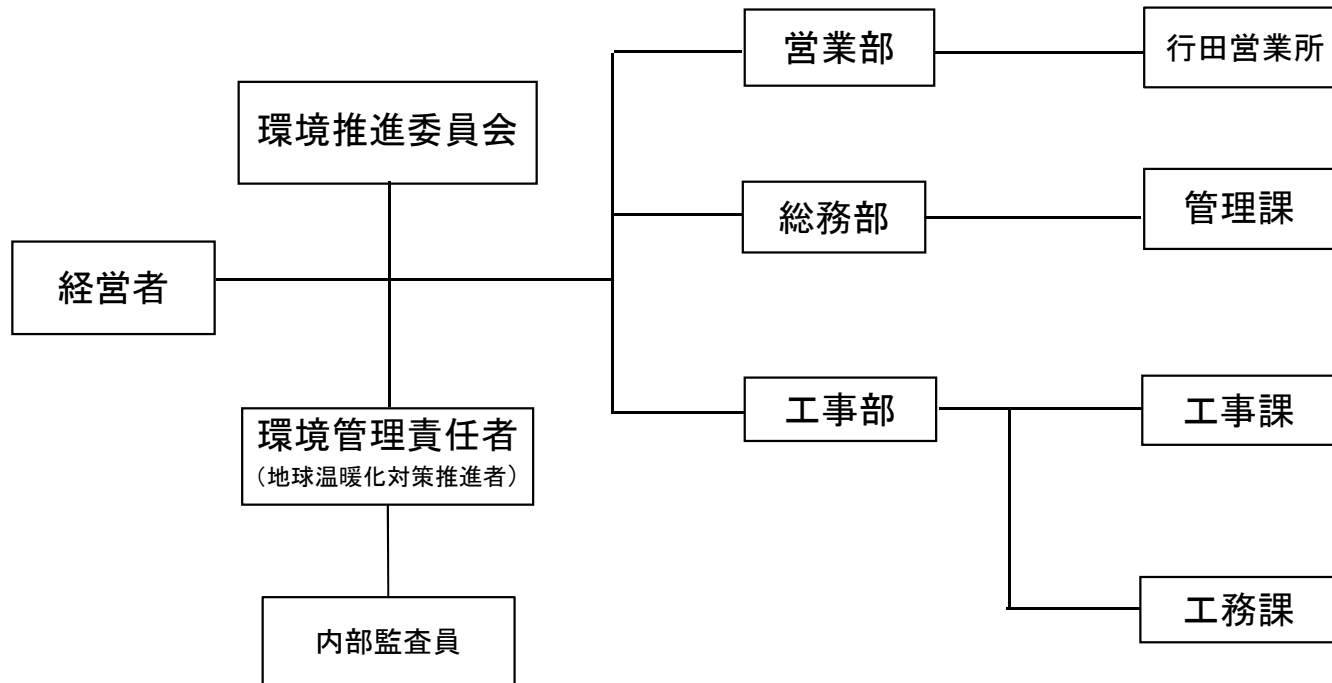 営業部
行田営業所
環境推進委員会
総務部
管理課
経営者
工事部
工事課
環境管理責任者
（地球温暖化対策推進者）
工務課
内部監査員